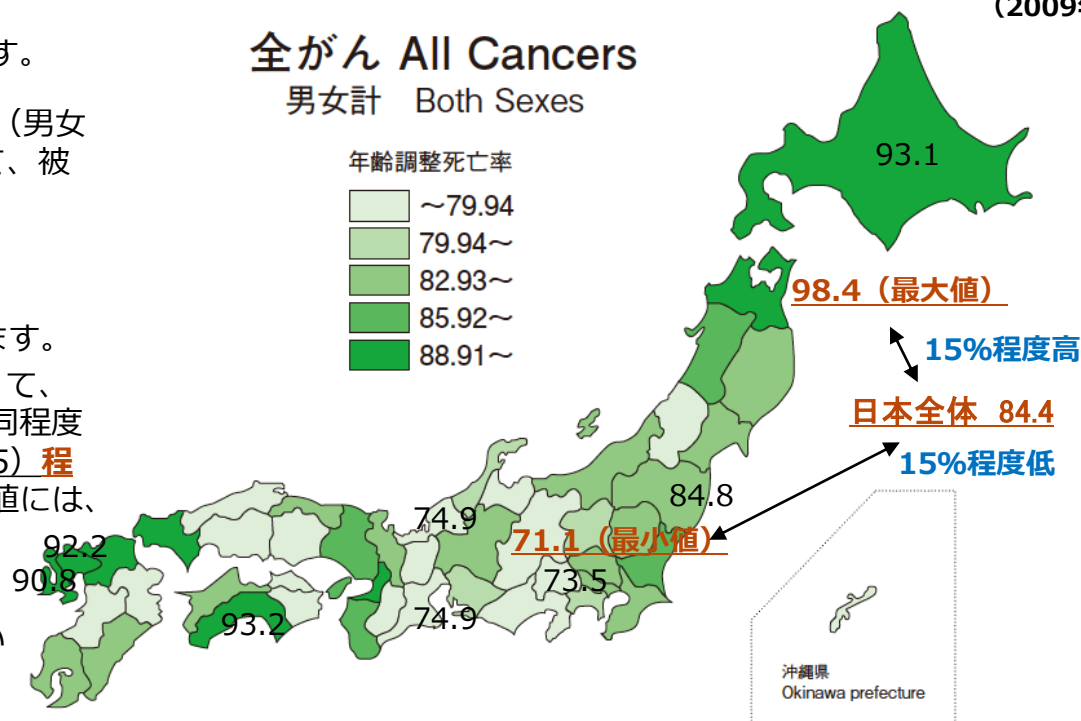 （2009
す。
（男女
、被
ます。
て、
同程度
5）程
値には、
い
全がん All Cancers
男女計 Both Sexes
年齢調整死亡率
～79.94
79.94～
82.93～
85.92～
88.91～
93.1
98.4（最大値）
15%程度高
日本全体 84.4
15%程度低
84.8
74.9
71.1（最小値）
73.5
74.9
92.2
90.8
93.2
沖縄県
Okinawa prefecture